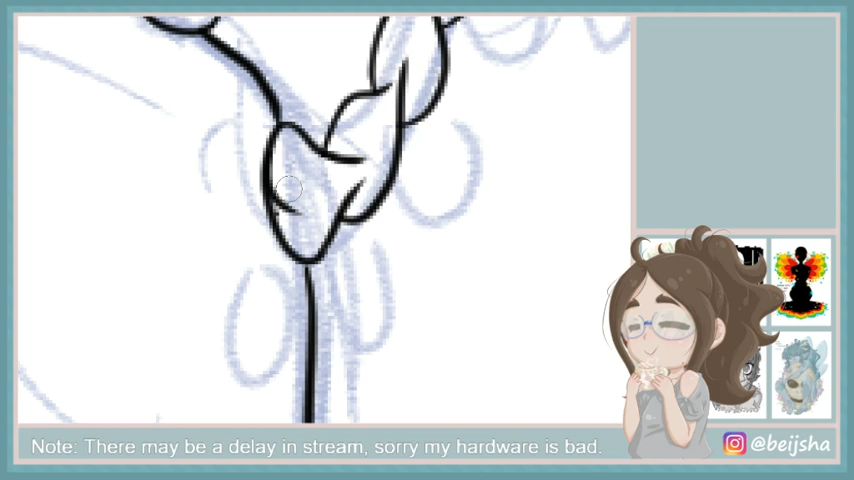 Note: There may be a delay in stream, sorry my hardware is bad.
@beijsha